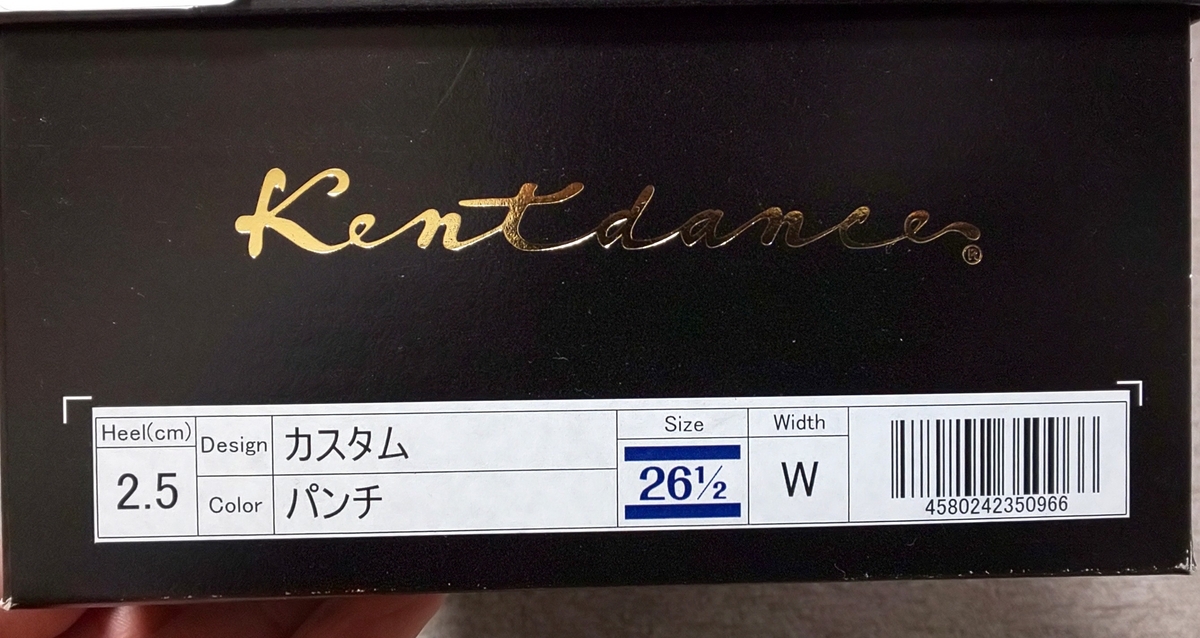 Kentdance®
Heel(cm)
2.5
Design カスタム
Color パンチ
Size
26½
Width
W
4580242350966